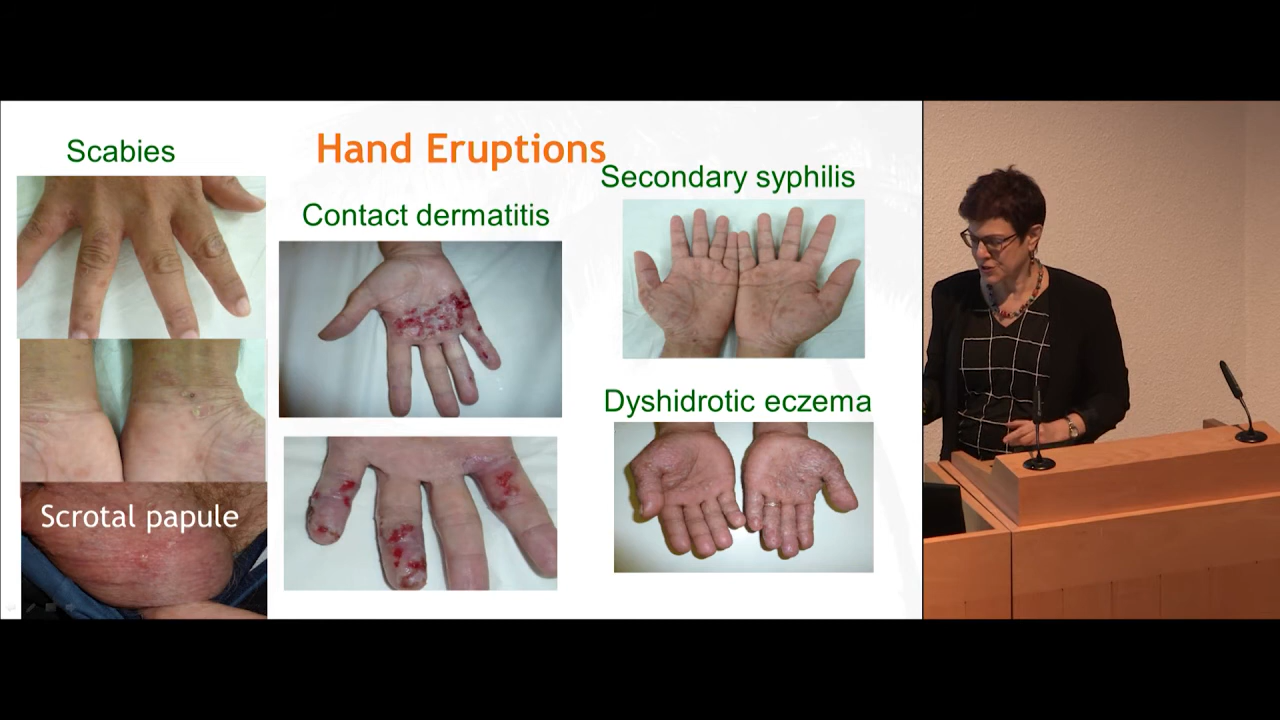 Hand Eruptions
Scabies
Scrotal papule
Contact dermatitis
Secondary syphilis
Dyshidrotic eczema